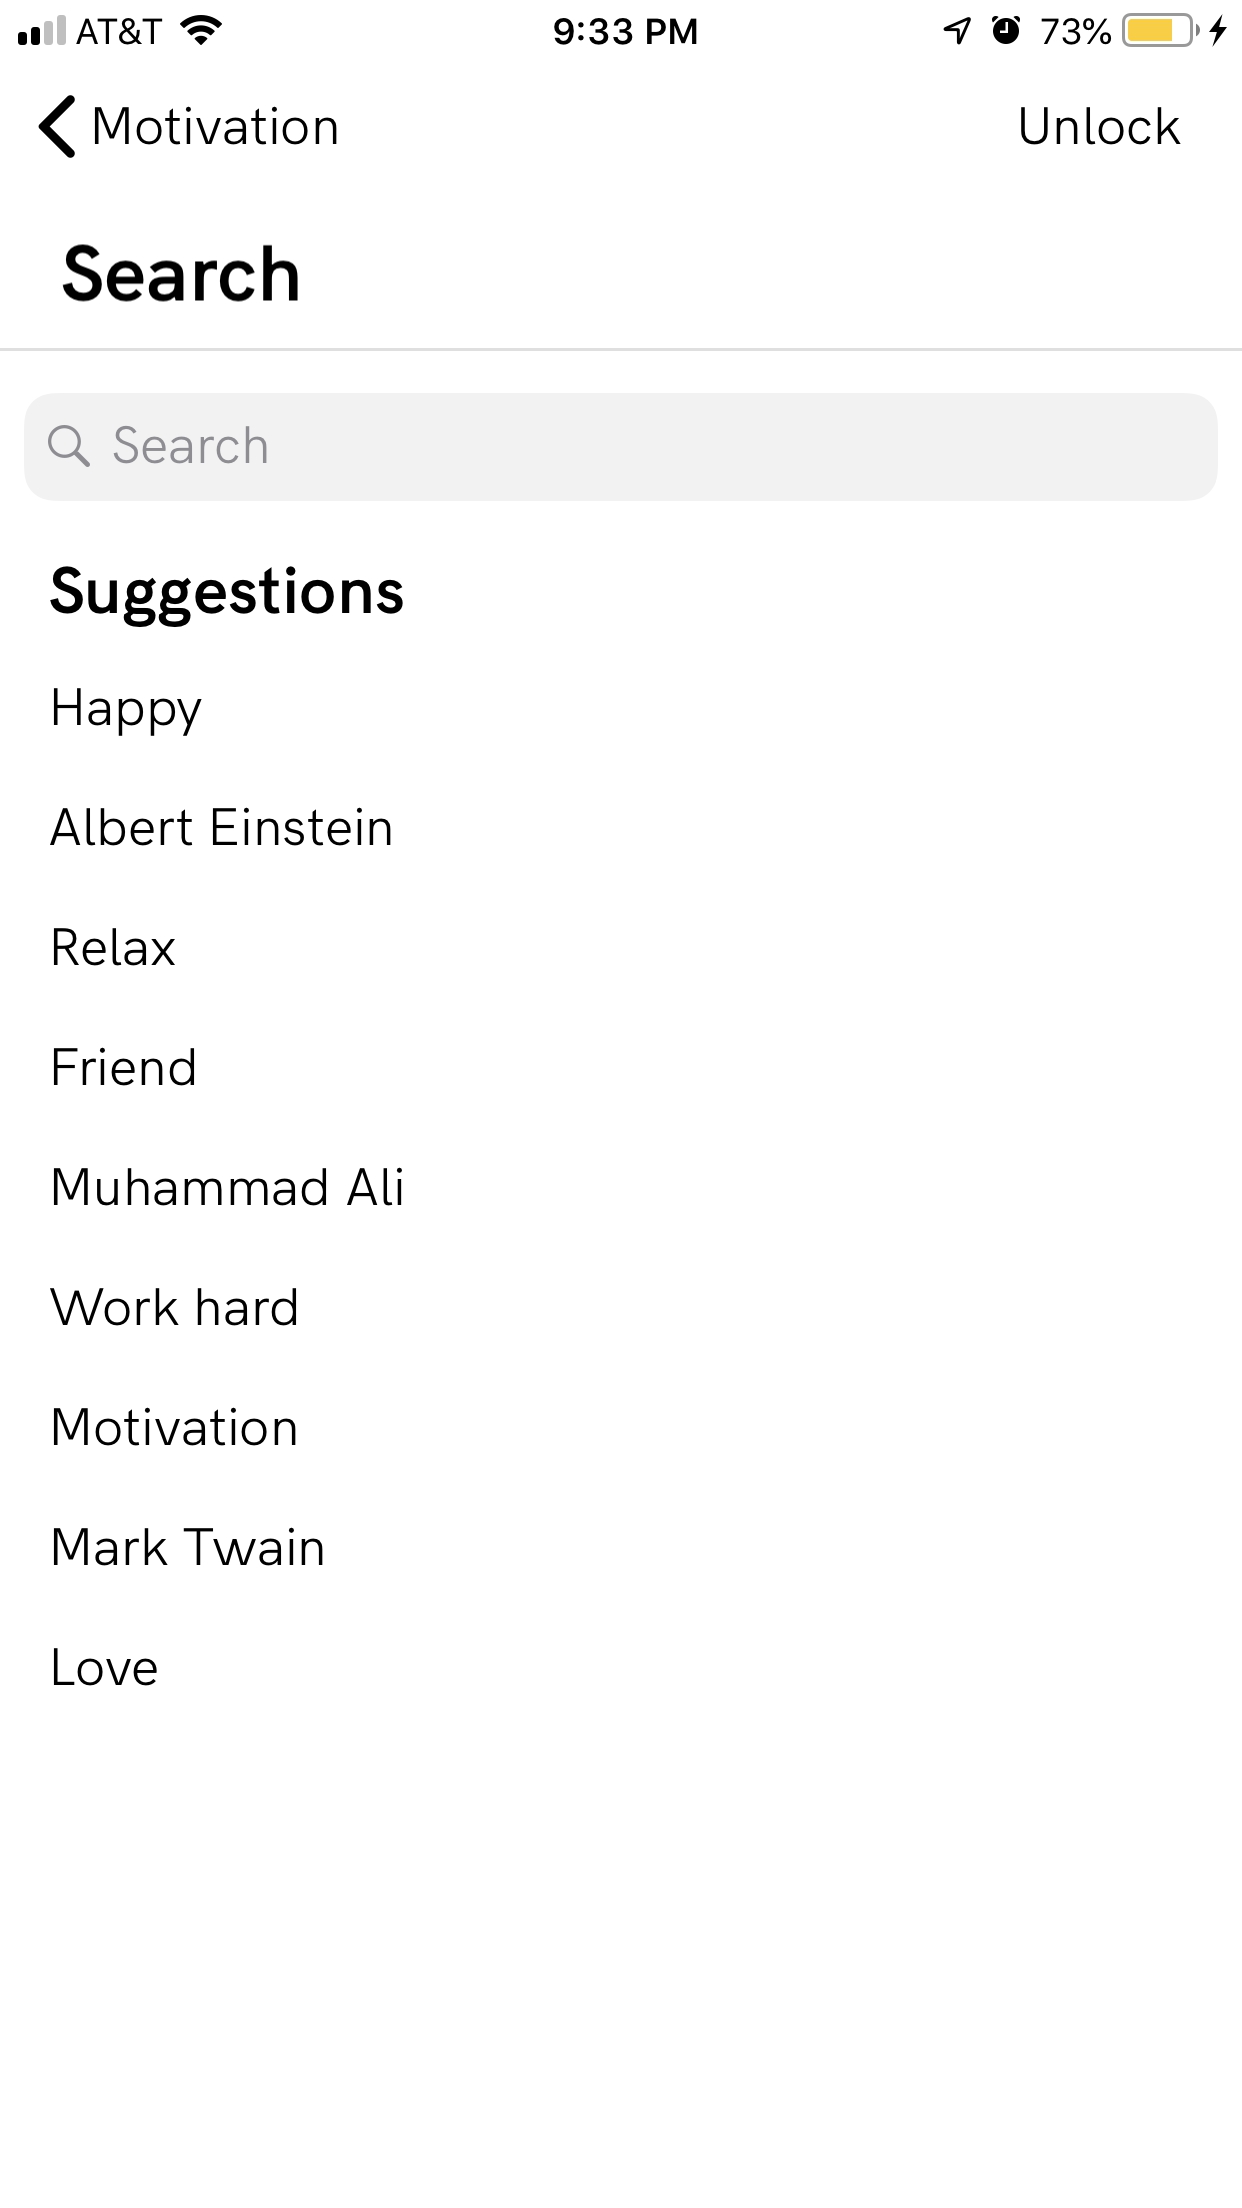 AT&T 9:33 PM 73%
Motivation Unlock
Search
Search
Suggestions
Happy
Albert Einstein
Relax
Friend
Muhammad Ali
Work hard
Motivation
Mark Twain
Love